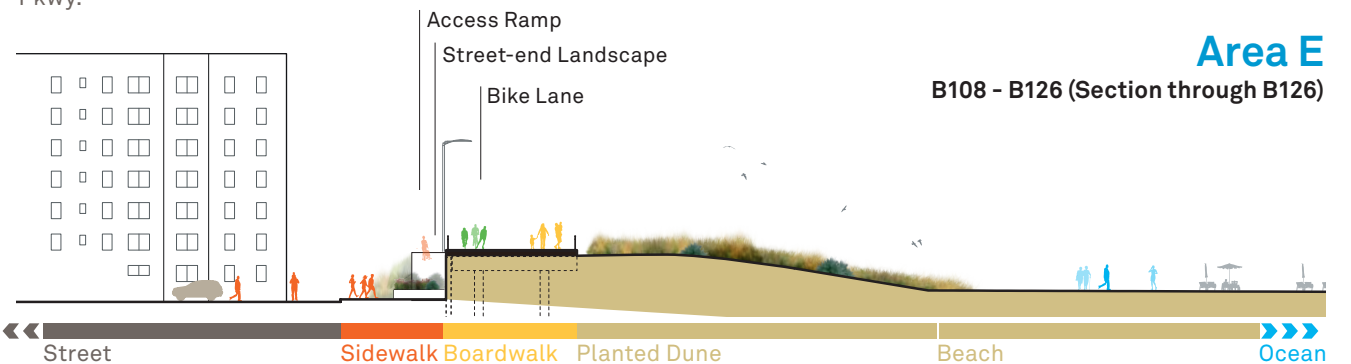 Pkwy.
Access Ramp
Street-end Landscape
Bike Lane
Area E
B108 - B126 (Section through B126)
Street
Sidewalk
Boardwalk
Planted Dune
Beach
Ocean